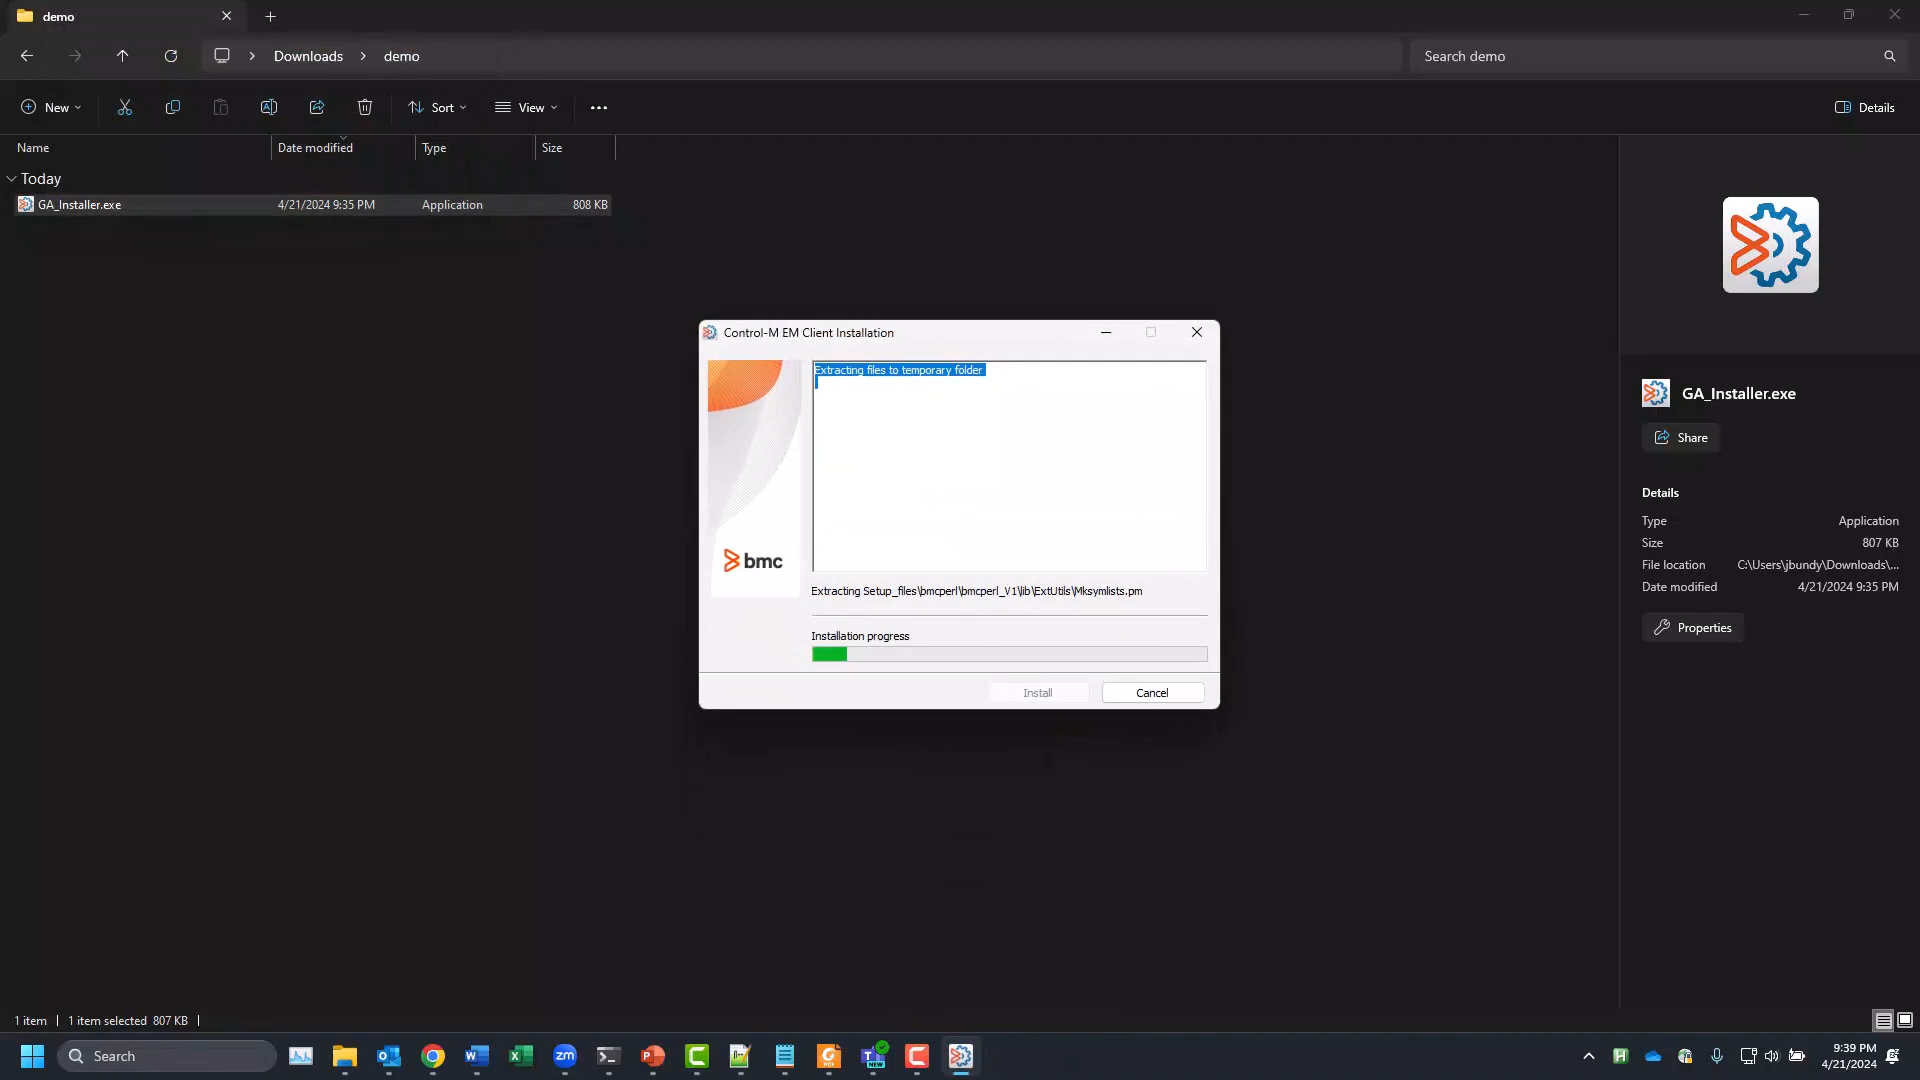 demo
Downloads
demo
Search demo
New
Sort
View
Details
Name
Date modified
Type
Size
Today
GA_Installer.exe
4/21/2024 9:35 PM
Application
808 KB
Control-M EM Client Installation
Extracting files to temporary folder
bmc
Extracting Setup_files\bmcperl\bmcperl_V1\lib\ExtUtils\Mksymlists.pm
Installation progress
Install
Cancel
GA_Installer.exe
Share
Details
Type Application
Size 807 KB
File location C:\Users\jbundy\Downloads\...
Date modified 4/21/2024 9:35 PM
Properties
1 item
1 item selected 807 KB
Search
zm
NEW
9:39 PM
4/21/2024